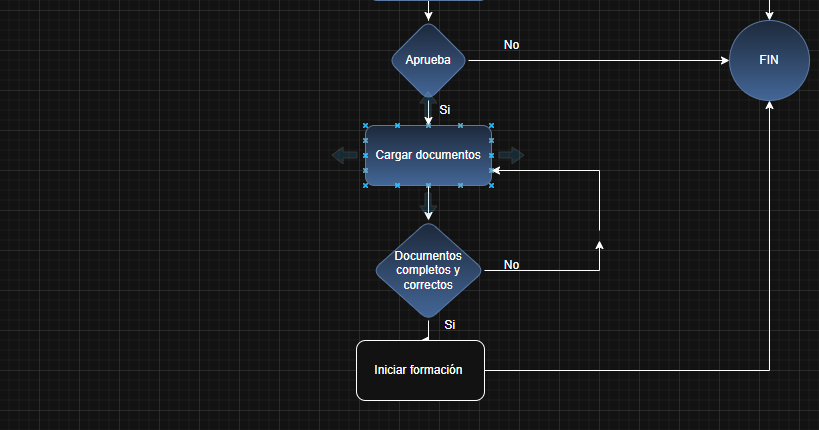 No
Aprueba
FIN
Si
Cargar documentos
Documentos
completos y
correctos
No
Si
Iniciar formación